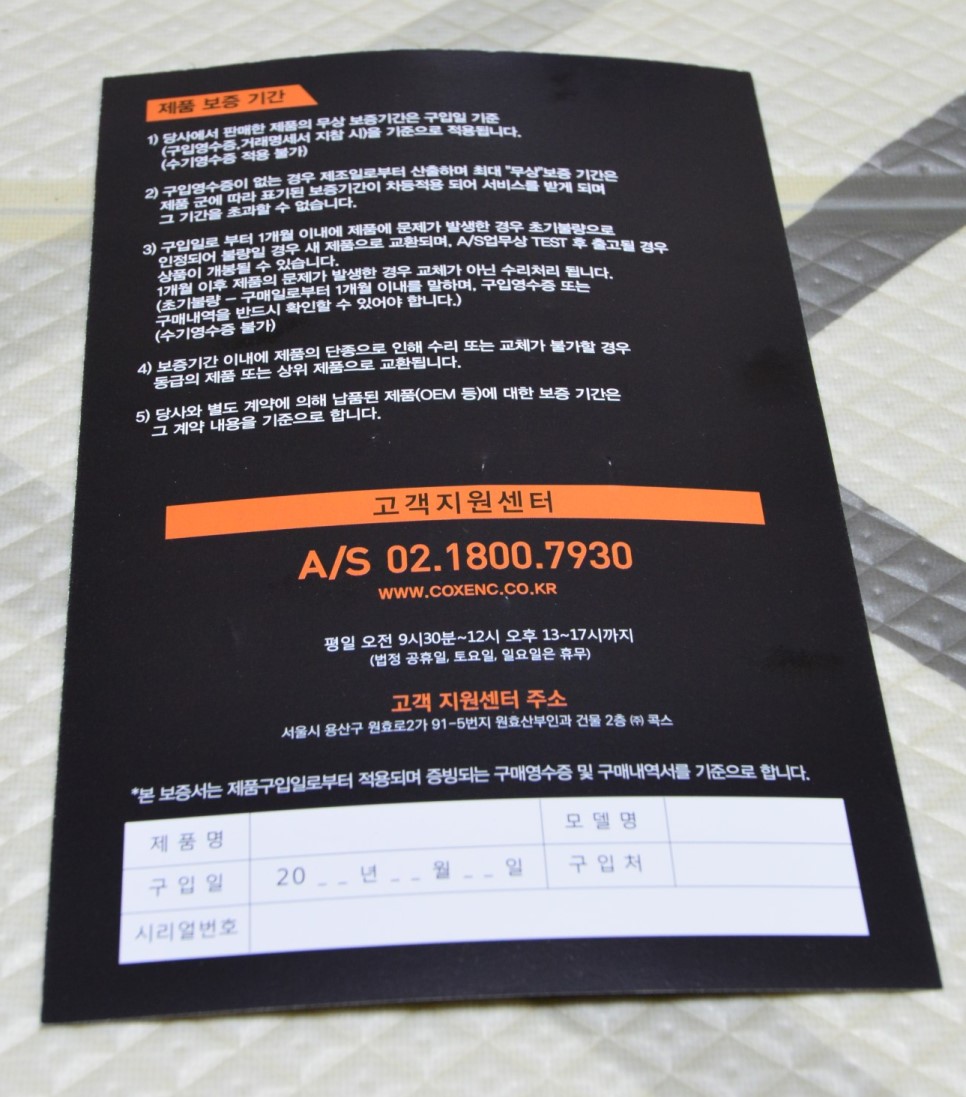 제품 보증 기간
1) 당사에서 판매한 제품의 무상 보증기간은 구입일 기준
(구입영수증,거래명세서 지참 시)을 기준으로 적용됩니다.
(수기영수증 적용 불가)
2) 구입영수증이 없는 경우 제조일로부터 산출하며 최대 "무상"보증 기간은
제품 군에 따라 표기된 보증기간이 차등적용 되어 서비스를 받게 되며
그 기간을 초과할 수 없습니다.
3) 구입일로 부터 1개월 이내에 제품에 문제가 발생한 경우 초기불량으로
인정되어 불량일 경우 새 제품으로 교환되며, A/S업무상 TEST 후 출고될 경우
상품이 개봉될 수 있습니다.
1개월 이후 제품의 문제가 발생한 경우 교체가 아닌 수리처리 됩니다.
(초기불량 – 구매일로부터 1개월 이내를 말하며, 구입영수증 또는
구매내역을 반드시 확인할 수 있어야 합니다.)
(수기영수증 불가)
4) 보증기간 이내에 제품의 단종으로 인해 수리 또는 교체가 불가할 경우
동급의 제품 또는 상위 제품으로 교환됩니다.
5) 당사와 별도 계약에 의해 납품된 제품(OEM 등)에 대한 보증 기간은
그 계약 내용을 기준으로 합니다.
고객지원센터
A/S 02.1800.7930
WWW.COXENC.CO.KR
평일 오전 9시30분~12시 오후 13~17시까지
(법정 공휴일, 토요일, 일요일은 휴무)
고객 지원센터 주소
서울시 용산구 원효로2가 91-5번지 원효산부인과 건물 2층 ㈜ 콕스
*본 보증서는 제품구입일로부터 적용되며 증빙되는 구매영수증 및 구매내역서를 기준으로 합니다.
제 품 명 모 델 명
구 입 일 20 _ _ 년 _ _ 월 _ _ 일 구 입 처
시리얼번호